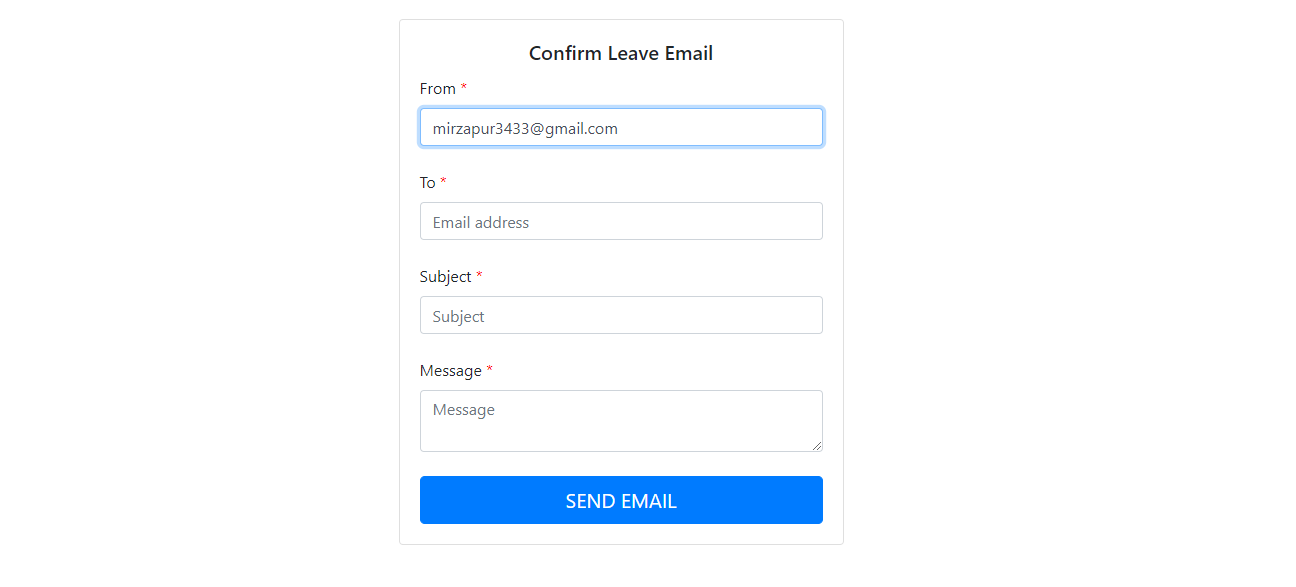 Confirm Leave Email
From *
mirzapur3433@gmail.com
To *
Email address
Subject *
Subject
Message *
Message
SEND EMAIL